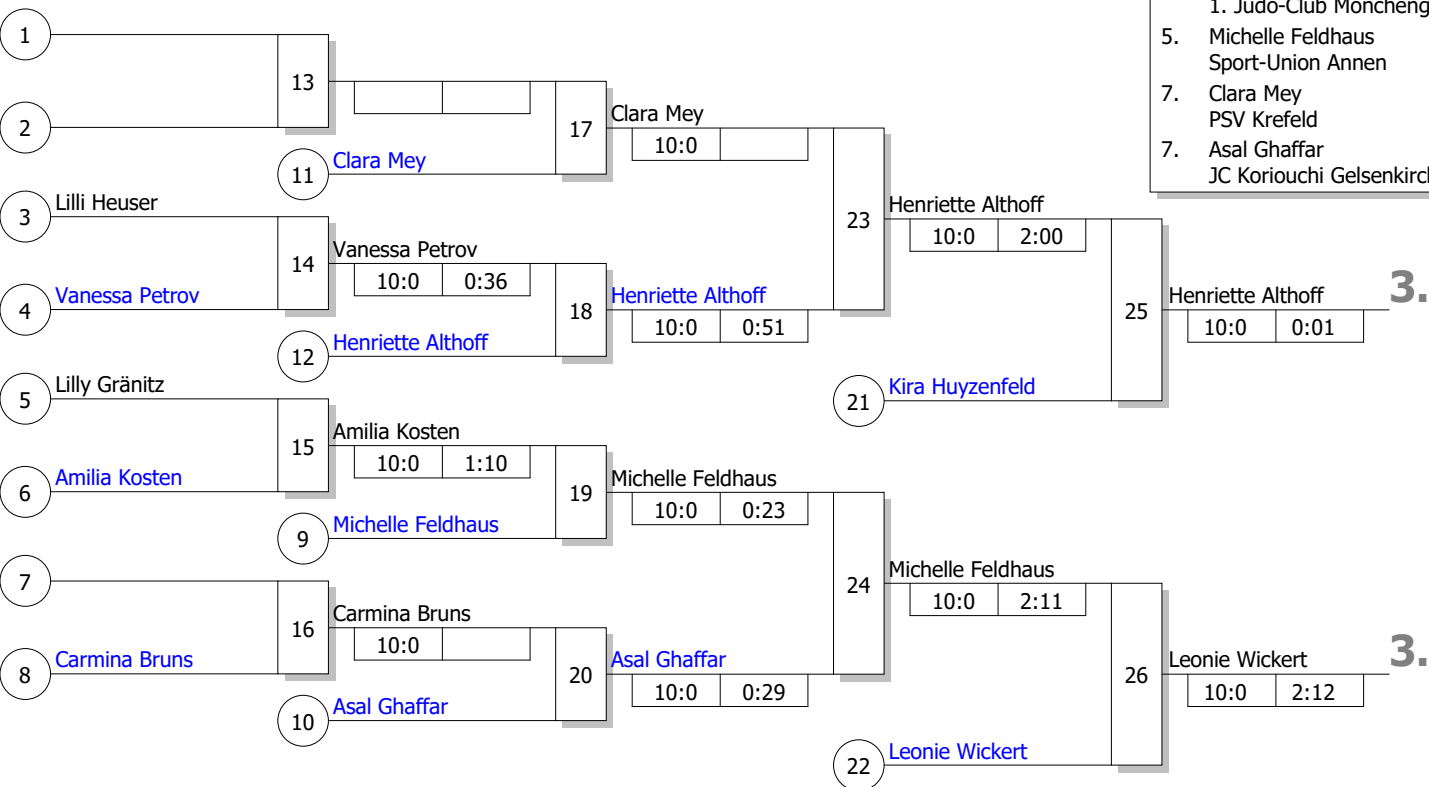 1. Judo-Club Möncheng
5. Michelle Feldhaus
Sport-Union Annen
7. Clara Mey
PSV Krefeld
7. Asal Ghaffar
JC Koriouchi Gelsenkirch
1
13
2
17
Clara Mey
10:0
11
Clara Mey
3
Lilli Heuser
14
Vanessa Petrov
10:0 0:36
4
Vanessa Petrov
18
Henriette Althoff
10:0 0:51
12
Henriette Althoff
23
Henriette Althoff
10:0 2:00
25
Henriette Althoff
3.
10:0 0:01
21
Kira Huyzenfeld
5
Lilly Gränitz
15
Amilia Kosten
10:0 1:10
6
Amilia Kosten
19
Michelle Feldhaus
10:0 0:23
9
Michelle Feldhaus
7
16
Carmina Bruns
10:0
8
Carmina Bruns
20
Asal Ghaffar
10:0 0:29
10
Asal Ghaffar
24
Michelle Feldhaus
10:0 2:11
26
Leonie Wickert
3.
10:0 2:12
22
Leonie Wickert